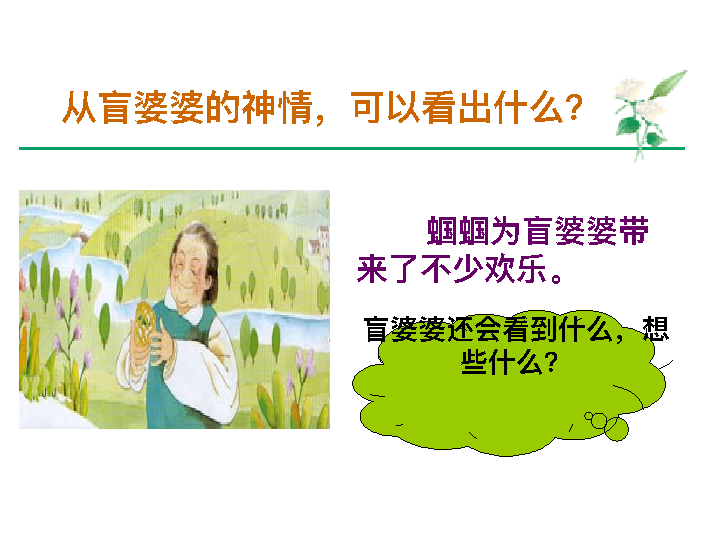 从盲婆婆的神情，可以看出什么？
蝈蝈为盲婆婆带
来了不少欢乐。
盲婆婆还会看到什么，想
些什么？